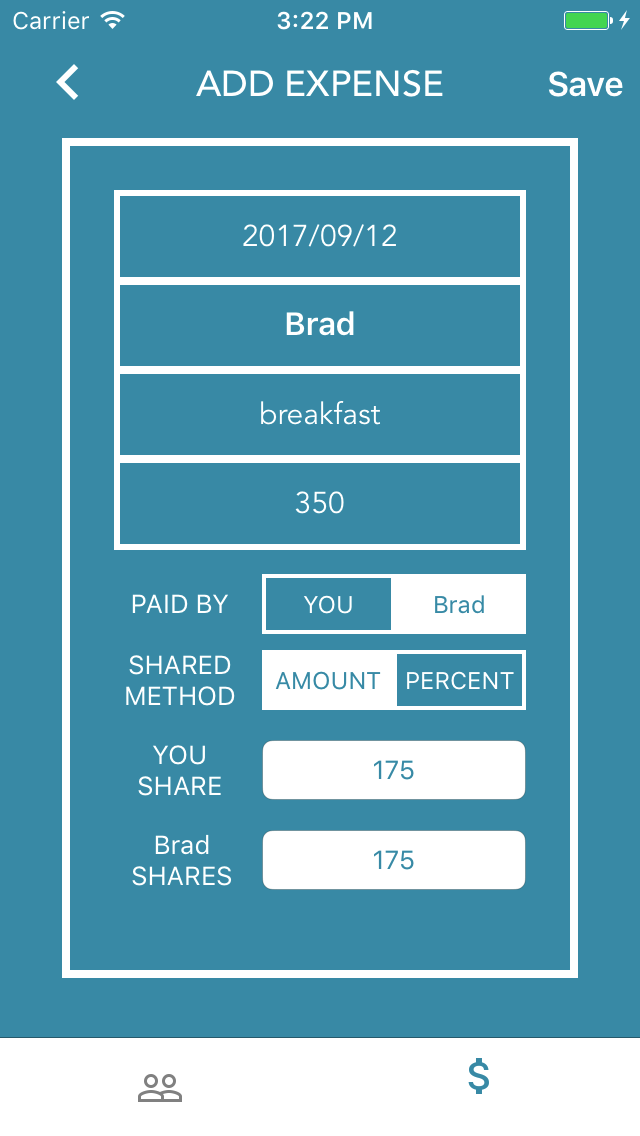 Carrier 3:22 PM
ADD EXPENSE Save
2017/09/12
Brad
breakfast
350
PAID BY YOU Brad
SHARED
METHOD
AMOUNT PERCENT
YOU
SHARE
175
Brad
SHARES
175
$